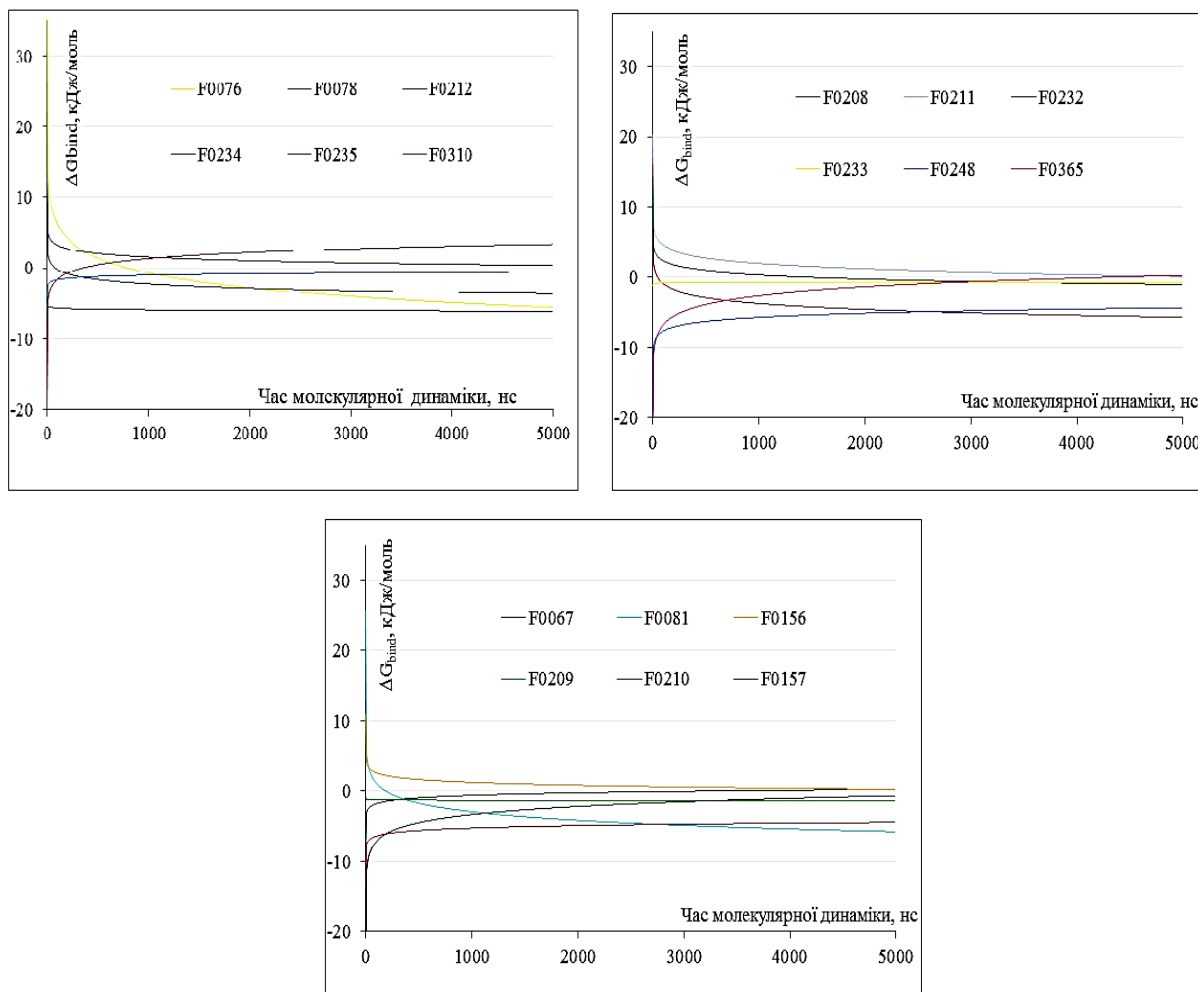 ΔGbind, кДж/моль
30
20
10
0
-10
-20
F0076 F0078 F0212
F0234 F0235 F0310
Час молскулярної динаміки, нс
0 1000 2000 3000 4000 5000
ΔGbind, кДж/моль
30
20
10
0
-10
-20
F0208 F0211 F0232
F0233 F0248 F0365
Час молекулярної динаміки, нс
0 1000 2000 3000 4000 5000
ΔGbind, кДж/моль
30
20
10
0
-10
-20
F0067 F0081 F0156
F0209 F0210 F0157
Час молекулярної динаміки, нс
0 1000 2000 3000 4000 5000